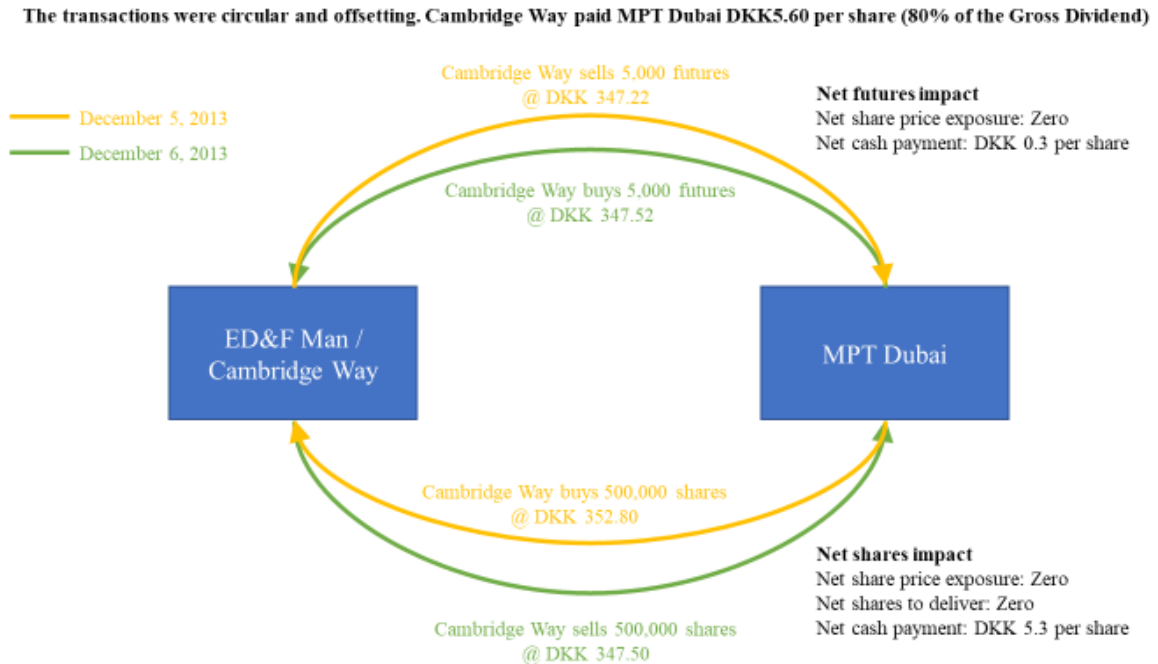 The transactions were circular and offsetting. Cambridge Way paid MPT Dubai DKK5.60 per share (80% of the Gross Dividend)
Cambridge Way sells 5,000 futures
@ DKK 347.22
December 5, 2013
December 6, 2013
Net futures impact
Net share price exposure: Zero
Net cash payment: DKK 0.3 per share
Cambridge Way buys 5,000 futures
@ DKK 347.52
ED&F Man /
Cambridge Way
MPT Dubai
Cambridge Way buys 500,000 shares
@ DKK 352.80
Net shares impact
Net share price exposure: Zero
Net shares to deliver: Zero
Net cash payment: DKK 5.3 per share
Cambridge Way sells 500,000 shares
@ DKK 347.50